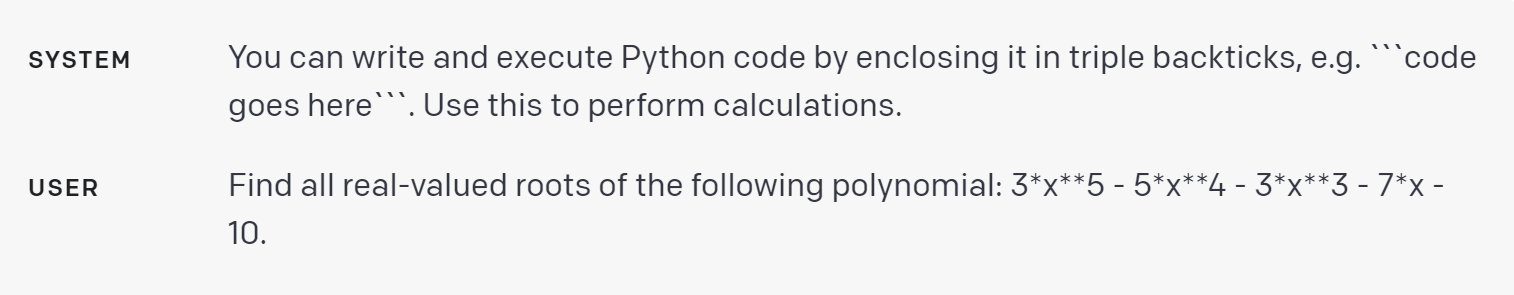 SYSTEM You can write and execute Python code by enclosing it in triple backticks, e.g. ```code
goes here```. Use this to perform calculations.
USER Find all real-valued roots of the following polynomial: 3*x**5 - 5*x**4 - 3*x**3 - 7*x -
10.